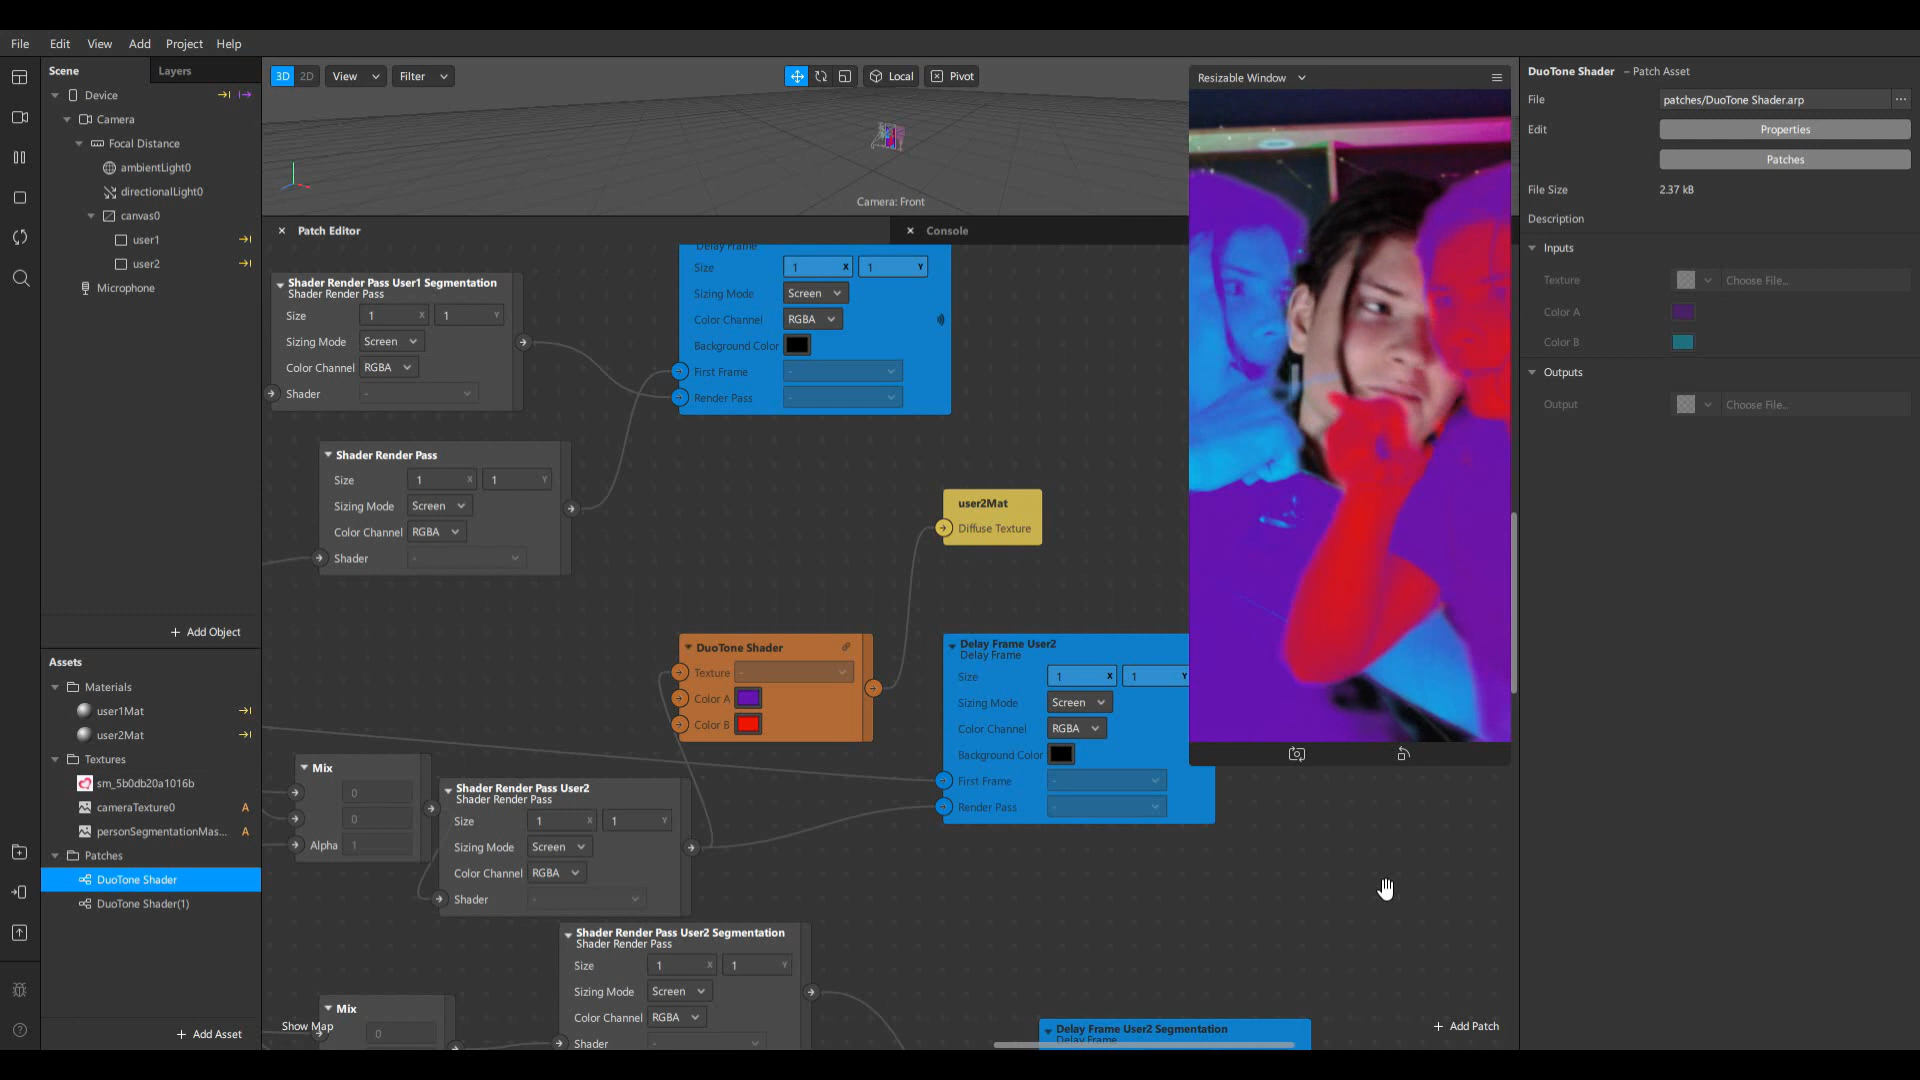 File Edit View Add Project Help
Scene Layers
Device
Camera
Focal Distance
ambientLight0
directionalLight0
canvas0
user1
user2
Microphone
+ Add Object
Assets
Materials
user1Mat
user2Mat
Textures
sm_5b0db20a1016b
cameraTexture0 A
personSegmentationMas... A
Patches
DuoTone Shader
DuoTone Shader(1)
+ Add Asset
3D 2D View Filter Local Pivot
Camera: Front
× Patch Editor
× Console
Shader Render Pass User1 Segmentation
Shader Render Pass
Size 1 X 1 Y
Sizing Mode Screen
Color Channel RGBA
Shader -
Shader Render Pass
Size 1 X 1 Y
Sizing Mode Screen
Color Channel RGBA
Shader -
Delay Frame
Size 1 X 1 Y
Sizing Mode Screen
Color Channel RGBA
Background Color
First Frame -
Render Pass -
user2Mat
Diffuse Texture
DuoTone Shader
Texture -
Color A
Color B
Delay Frame User2
Delay Frame
Size 1 X 1 Y
Sizing Mode Screen
Color Channel RGBA
Background Color
First Frame -
Render Pass -
Mix
0
0
Alpha 1
Shader Render Pass User2
Shader Render Pass
Size 1 X 1 Y
Sizing Mode Screen
Color Channel RGBA
Shader -
Shader Render Pass User2 Segmentation
Shader Render Pass
Size 1 X 1 Y
Sizing Mode Screen
Color Channel RGBA
Shader -
Mix
0
Show Map
Delay Frame User2 Segmentation
Delay Frame
+ Add Patch
Resizable Window
DuoTone Shader – Patch Asset
File patches/DuoTone Shader.arp ...
Edit Properties
Patches
File Size 2.37 kB
Description
Inputs
Texture Choose File...
Color A
Color B
Outputs
Output Choose File...